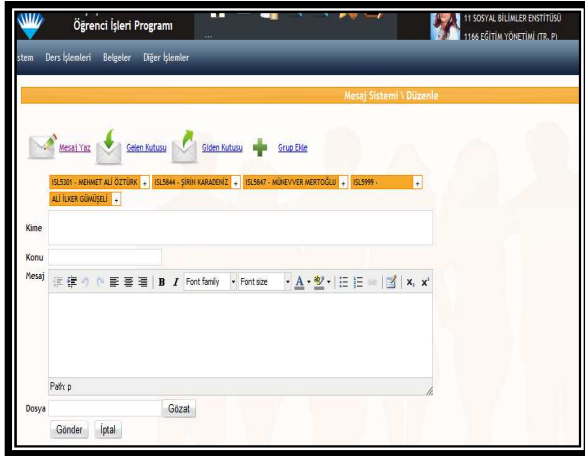 Öğrenci İşleri Programı
...
11 SOSYAL BİLİMLER ENSTİTÜSÜ
1166 EĞİTİM YÖNETİMİ (TR. P)
stem Ders İşlemleri Belgeler Diğer İşlemler
Mesaj Sistemi \ Düzenle
Mesaj Yaz Gelen Kutusu Giden Kutusu Grup Ekle
ISL5301 - MEHMET ALİ ÖZTÜRK + ISL5844 - ŞİRİN KARADENİZ + ISL5847 - MÜNEVVER MERTOĞLU + ISL5999 - +
ALİ İLKER GÜMÜŞELİ +
Kime
Konu
Mesaj B I Font family Font size A ab x, x²
Path: p
Dosya Gözat
Gönder İptal